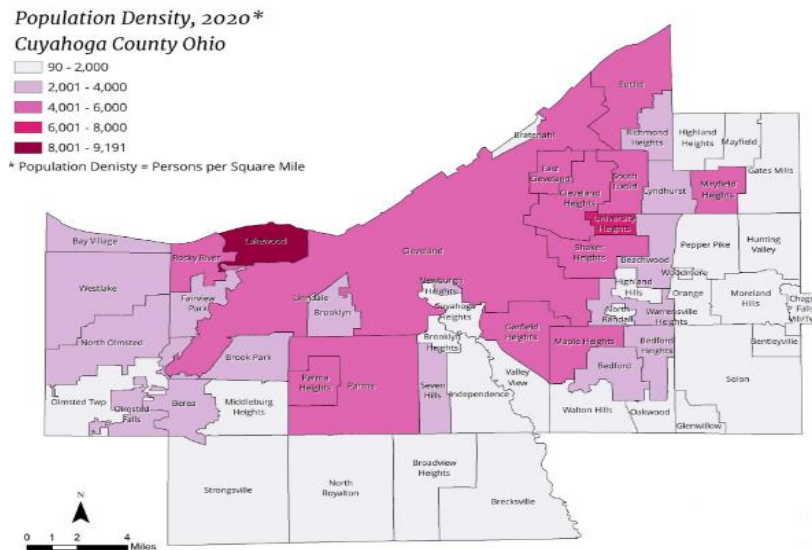 Population Density, 2020*
Cuyahoga County Ohio
90 - 2,000
2,001 - 4,000
4,001 - 6,000
6,001 - 8,000
8,001 - 9,191
* Population Denisty = Persons per Square Mile
Euclid
Bratenahl
Richmond
Heights
Highland
Heights
Mayfield
Gates Mills
East
Cleveland
Cleveland
Heights
South
Euclid
Lyndhurst
Mayfield
Heights
University
Heights
Bay Village
Rocky River
Lakewood
Cleveland
Shaker
Heights
Beachwood
Pepper Pike
Hunting
Valley
Westlake
Fairview
Park
Linndale
Brooklyn
Newburgh
Heights
Cuyahoga
Heights
Highland
Hills
Woodmere
Orange
Moreland
Hills
Chagrin
North
Randall
Warrensville
Heights
North Olmsted
Brook Park
Brooklyn
Heights
Garfield
Heights
Maple Heights
Bedford
Heights
Bentleyville
Bedford
Solon
Olmsted Twp
Olmsted
Falls
Berea
Middleburg
Heights
Parma
Heights
Parma
Seven
Hills
Independence
Valley
View
Walton Hills
Oakwood
Glenwillow
Strongsville
North
Royalton
Broadview
Heights
Brecksville
N
0 1 2 4
Miles